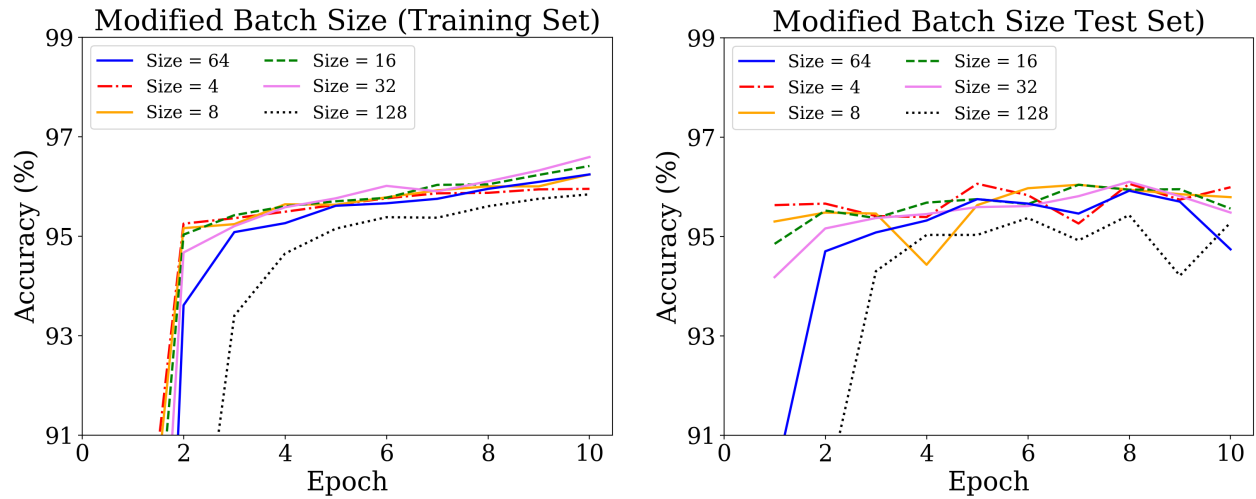 Modified Batch Size (Training Set)
99
97
95
93
91
Accuracy (%)
Size = 64
Size = 4
Size = 8
Size = 16
Size = 32
Size = 128
0 2 4 6 8 10
Epoch
Modified Batch Size Test Set)
99
97
95
93
91
Accuracy (%)
Size = 64
Size = 4
Size = 8
Size = 16
Size = 32
Size = 128
0 2 4 6 8 10
Epoch